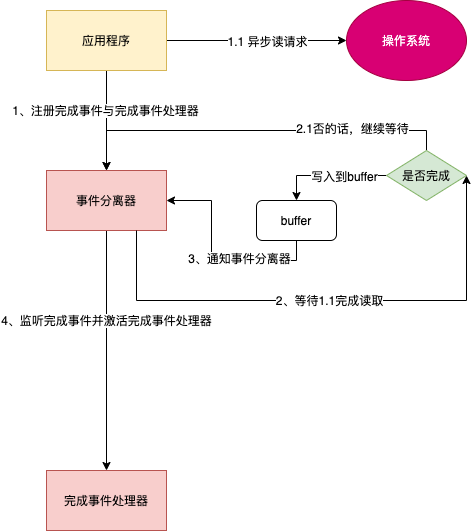 应用程序
1.1 异步读请求
操作系统
1、注册完成事件与完成事件处理器
2.1否的话，继续等待
写入到buffer
是否完成
事件分离器
buffer
3、通知事件分离器
2、等待1.1完成读取
4、监听完成事件并激活完成事件处理器
完成事件处理器